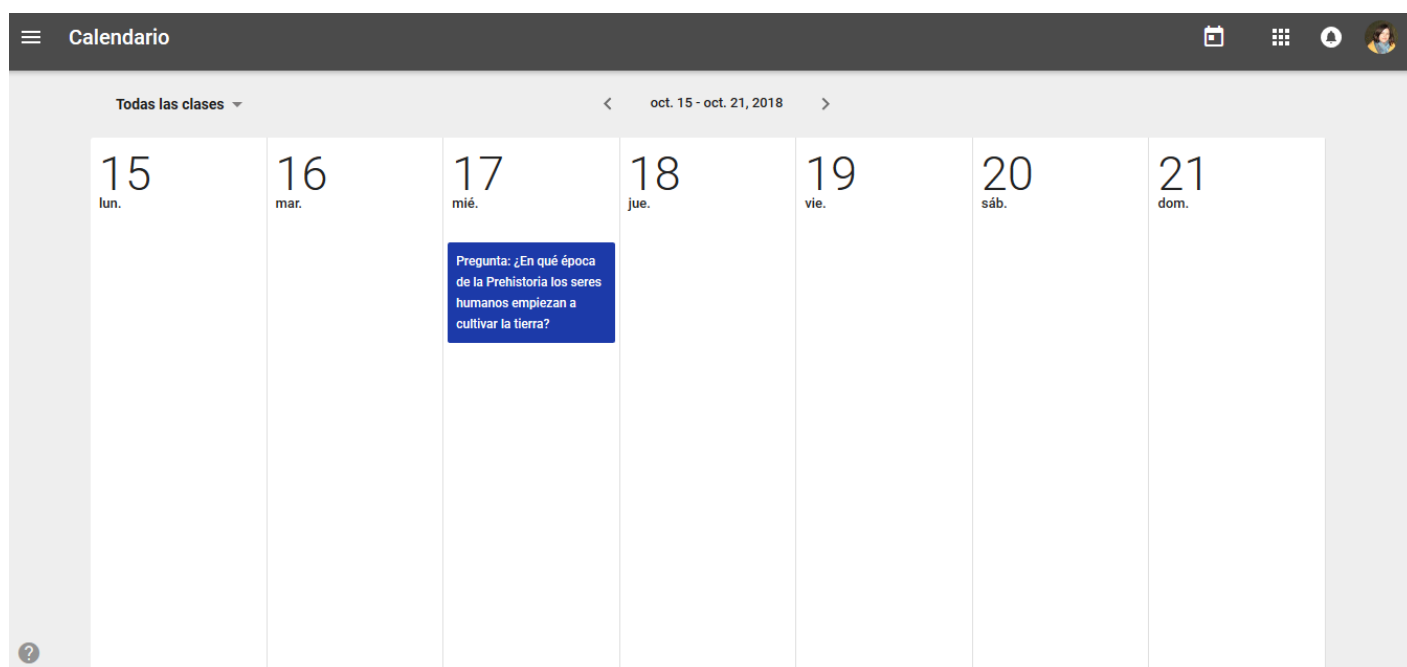 Calendario
Todas las clases
oct. 15 - oct. 21, 2018
15
lun.
16
mar.
17
mié.
18
jue.
19
vie.
20
sáb.
21
dom.
Pregunta: ¿En qué época
de la Prehistoria los seres
humanos empiezan a
cultivar la tierra?
?